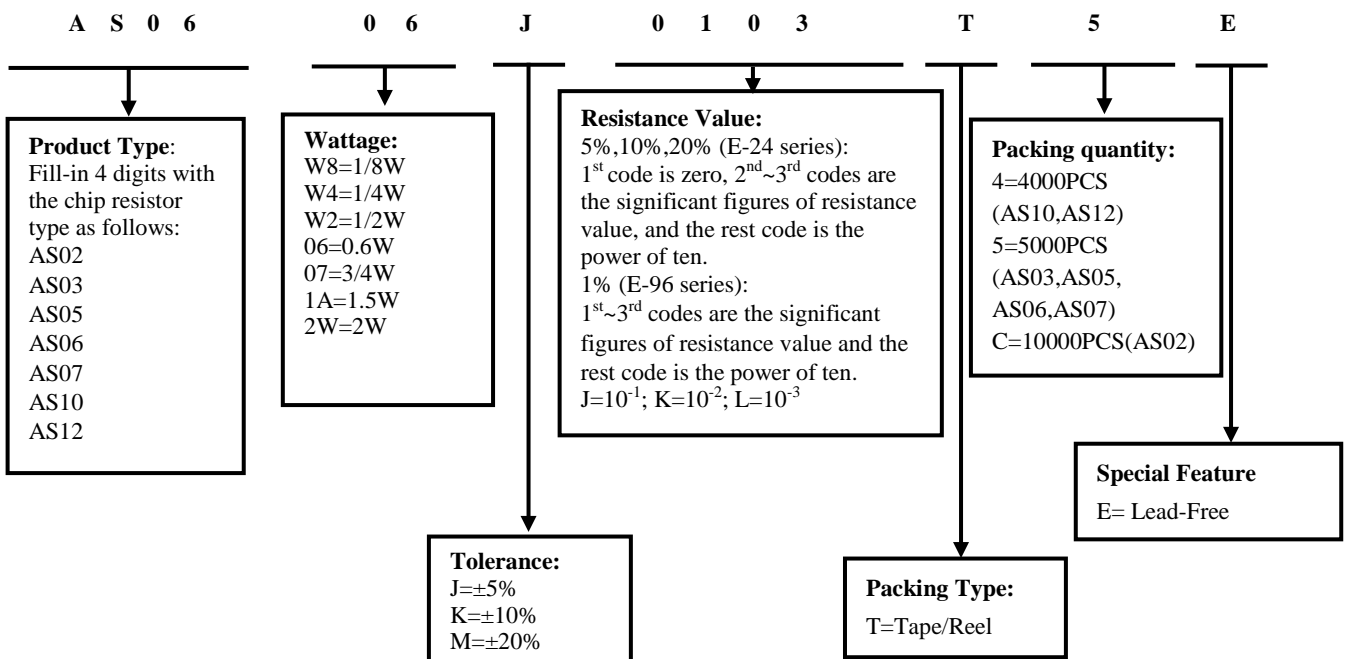 A S 0 6 0 6 J 0 1 0 3 T 5 E
Product Type:
Fill-in 4 digits with
the chip resistor
type as follows:
AS02
AS03
AS05
AS06
AS07
AS10
AS12
Wattage:
W8=1/8W
W4=1/4W
W2=1/2W
06=0.6W
07=3/4W
1A=1.5W
2W=2W
Tolerance:
J=±5%
K=±10%
M=±20%
Resistance Value:
5%,10%,20% (E-24 series):
1st code is zero, 2nd~3rd codes are
the significant figures of resistance
value, and the rest code is the
power of ten.
1% (E-96 series):
1st~3rd codes are the significant
figures of resistance value and the
rest code is the power of ten.
J=10-1; K=10-2; L=10-3
Packing Type:
T=Tape/Reel
Packing quantity:
4=4000PCS
(AS10,AS12)
5=5000PCS
(AS03,AS05,
AS06,AS07)
C=10000PCS(AS02)
Special Feature
E= Lead-Free